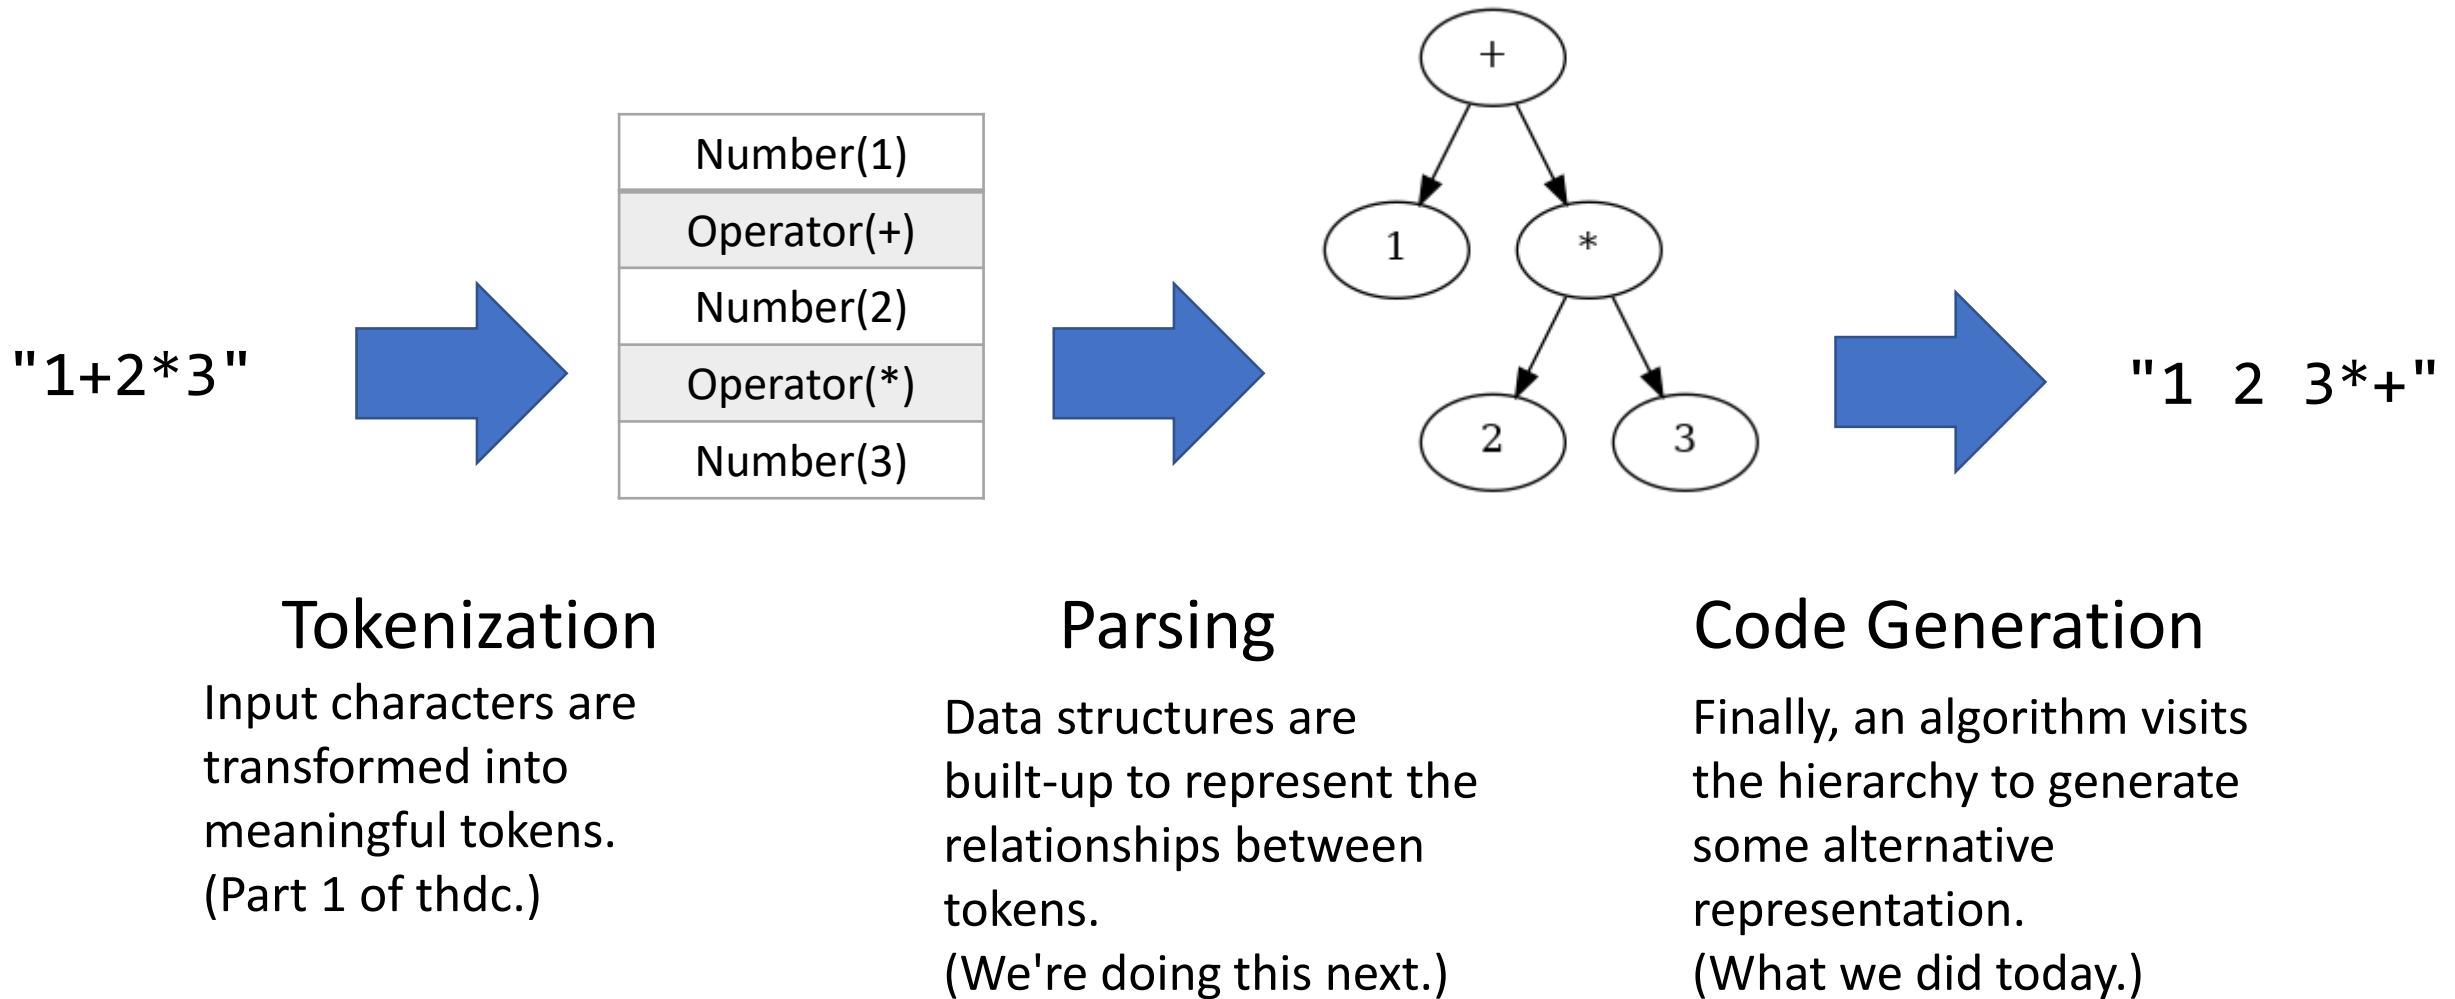 "1+2*3"
Number(1)
Operator(+)
Number(2)
Operator(*)
Number(3)
+
1
*
2
3
"1 2 3*+"
Tokenization
Input characters are
transformed into
meaningful tokens.
(Part 1 of thdc.)
Parsing
Data structures are
built-up to represent the
relationships between
tokens.
(We're doing this next.)
Code Generation
Finally, an algorithm visits
the hierarchy to generate
some alternative
representation.
(What we did today.)